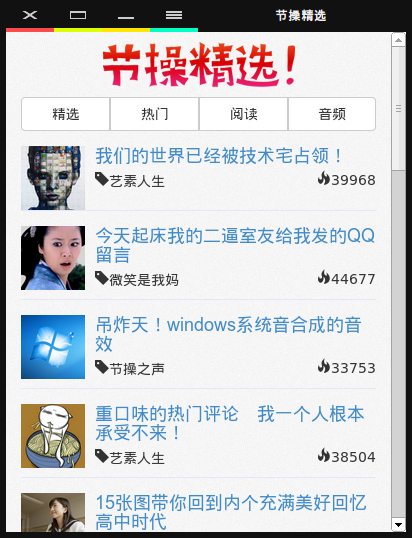 节操精选
节操精选！
精选
热门
阅读
音频
我们的世界已经被技术宅占领！
艺素人生
39968
今天起床我的二逼室友给我发的QQ
留言
微笑是我妈
44677
吊炸天！windows系统音合成的音
效
节操之声
33753
重口味的热门评论　我一个人根本
承受不来！
艺素人生
38504
15张图带你回到内个充满美好回忆
高中时代